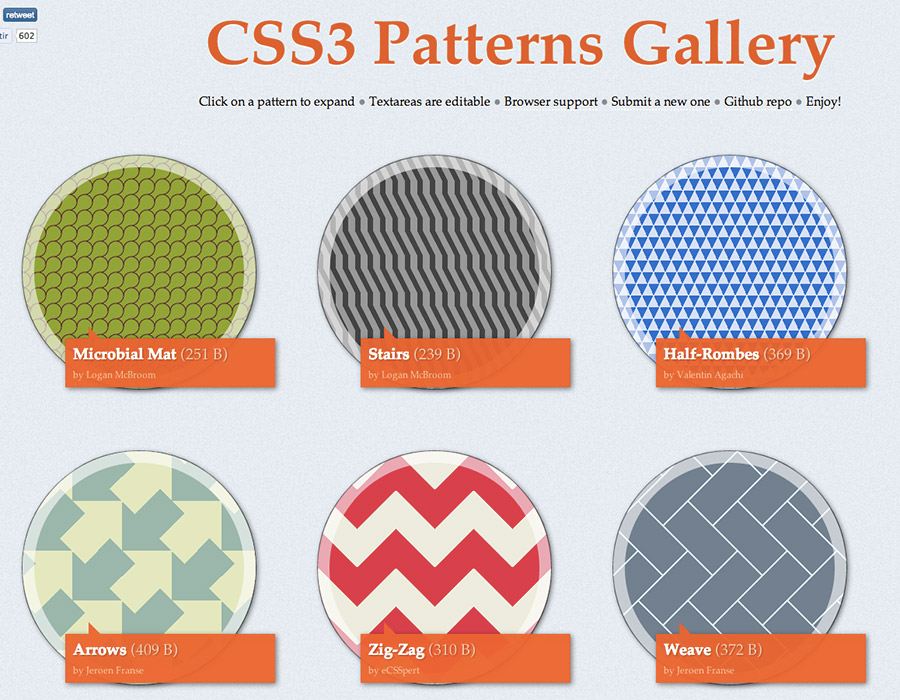 retweet
tir 602
CSS3 Patterns Gallery
Click on a pattern to expand • Textareas are editable • Browser support • Submit a new one • Github repo • Enjoy!
Microbial Mat (251 B)
by Logan McBroom
Stairs (239 B)
by Logan McBroom
Half-Rombes (369 B)
by Valentin Agachi
Arrows (409 B)
by Jeroen Franse
Zig-Zag (310 B)
by eCSSpert
Weave (372 B)
by Jeroen Franse